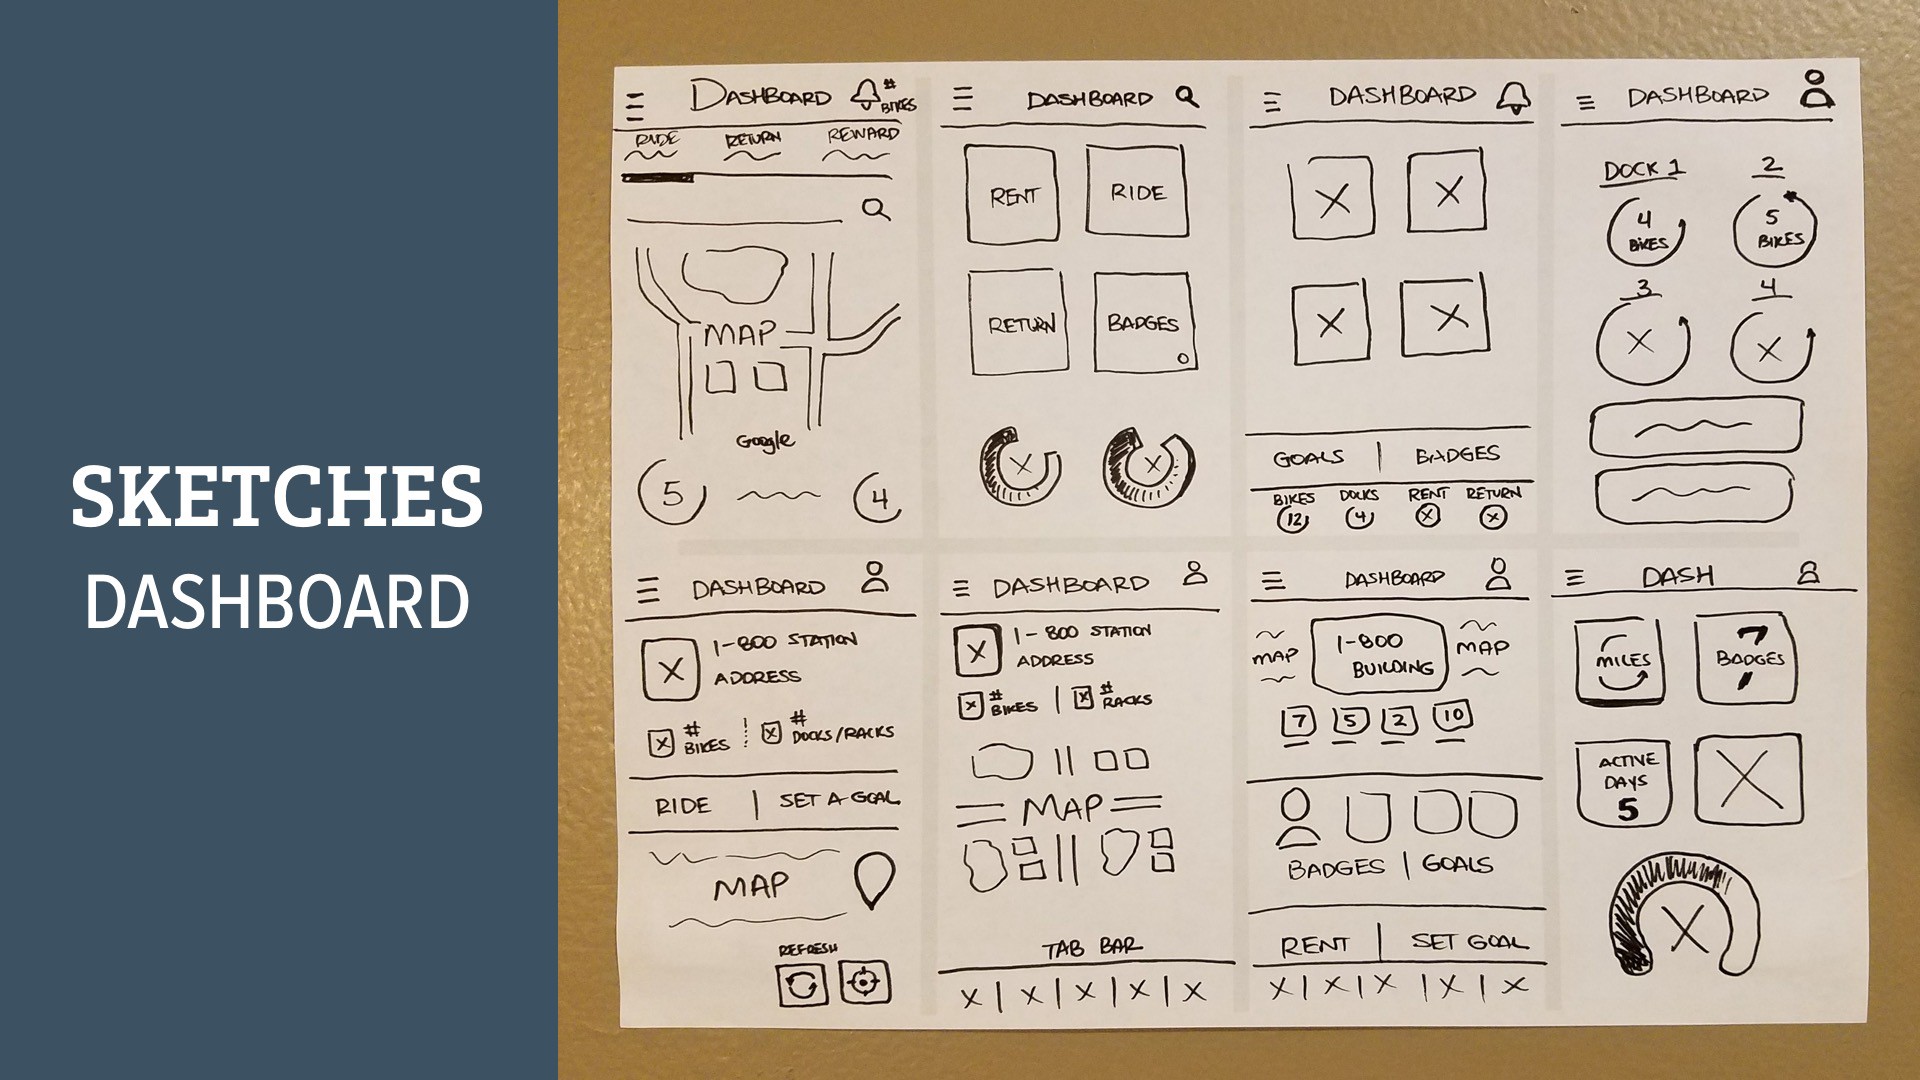 SKETCHES
DASHBOARD
DASHBOARD # BIKES
RIDE RETURN REWARD
MAP
Google
5 4
DASHBOARD
RENT RIDE
RETURN BADGES
X X
DASHBOARD
X X
X X
GOALS | BADGES
BIKES DOCKS RENT RETURN
12 4 X X
DASHBOARD
DOCK 1 2
4 BIKES 5 BIKES
3 4
X X
DASHBOARD
X 1-800 STATION
ADDRESS
X # BIKES X # DOCKS/RACKS
RIDE | SET A GOAL
MAP
REFRESH
DASHBOARD
X 1-800 STATION
ADDRESS
X # BIKES | X # RACKS
MAP
TAB BAR
X | X | X | X | X
DASHBOARD
MAP 1-800 BUILDING MAP
7 5 2 10
BADGES | GOALS
RENT | SET GOAL
X | X | X | X | X
DASH
MILES 7 BADGES
ACTIVE
DAYS
5 X
X